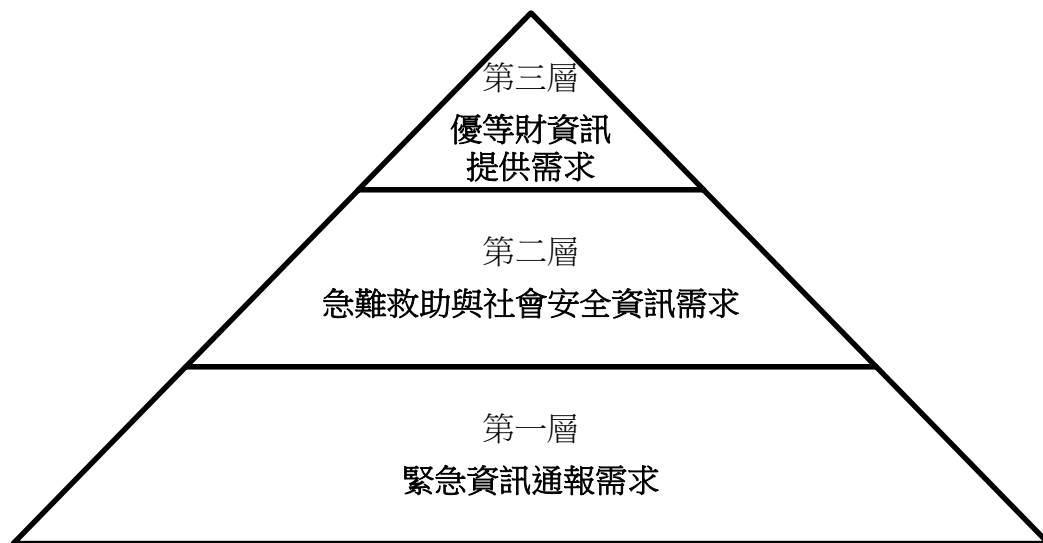 第三層
優等財資訊
提供需求
第二層
急難救助與社會安全資訊需求
第一層
緊急資訊通報需求